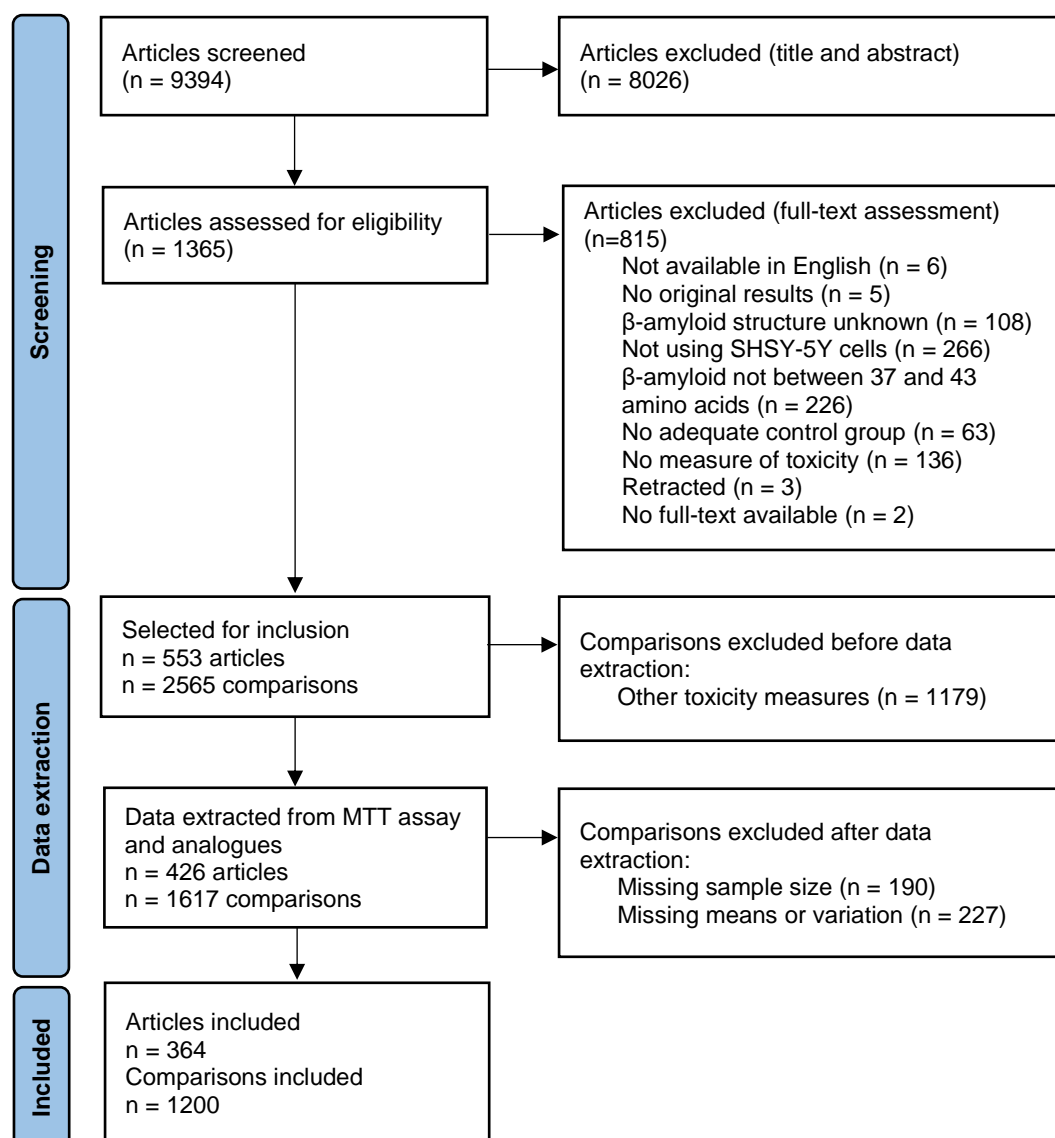 Screening
Articles screened
(n = 9394)
Articles excluded (title and abstract)
(n = 8026)
Articles assessed for eligibility
(n = 1365)
Articles excluded (full-text assessment)
(n=815)
Not available in English (n = 6)
No original results (n = 5)
β-amyloid structure unknown (n = 108)
Not using SHSY-5Y cells (n = 266)
β-amyloid not between 37 and 43
amino acids (n = 226)
No adequate control group (n = 63)
No measure of toxicity (n = 136)
Retracted (n = 3)
No full-text available (n = 2)
Data extraction
Selected for inclusion
n = 553 articles
n = 2565 comparisons
Comparisons excluded before data
extraction:
Other toxicity measures (n = 1179)
Data extracted from MTT assay
and analogues
n = 426 articles
n = 1617 comparisons
Comparisons excluded after data
extraction:
Missing sample size (n = 190)
Missing means or variation (n = 227)
Included
Articles included
n = 364
Comparisons included
n = 1200